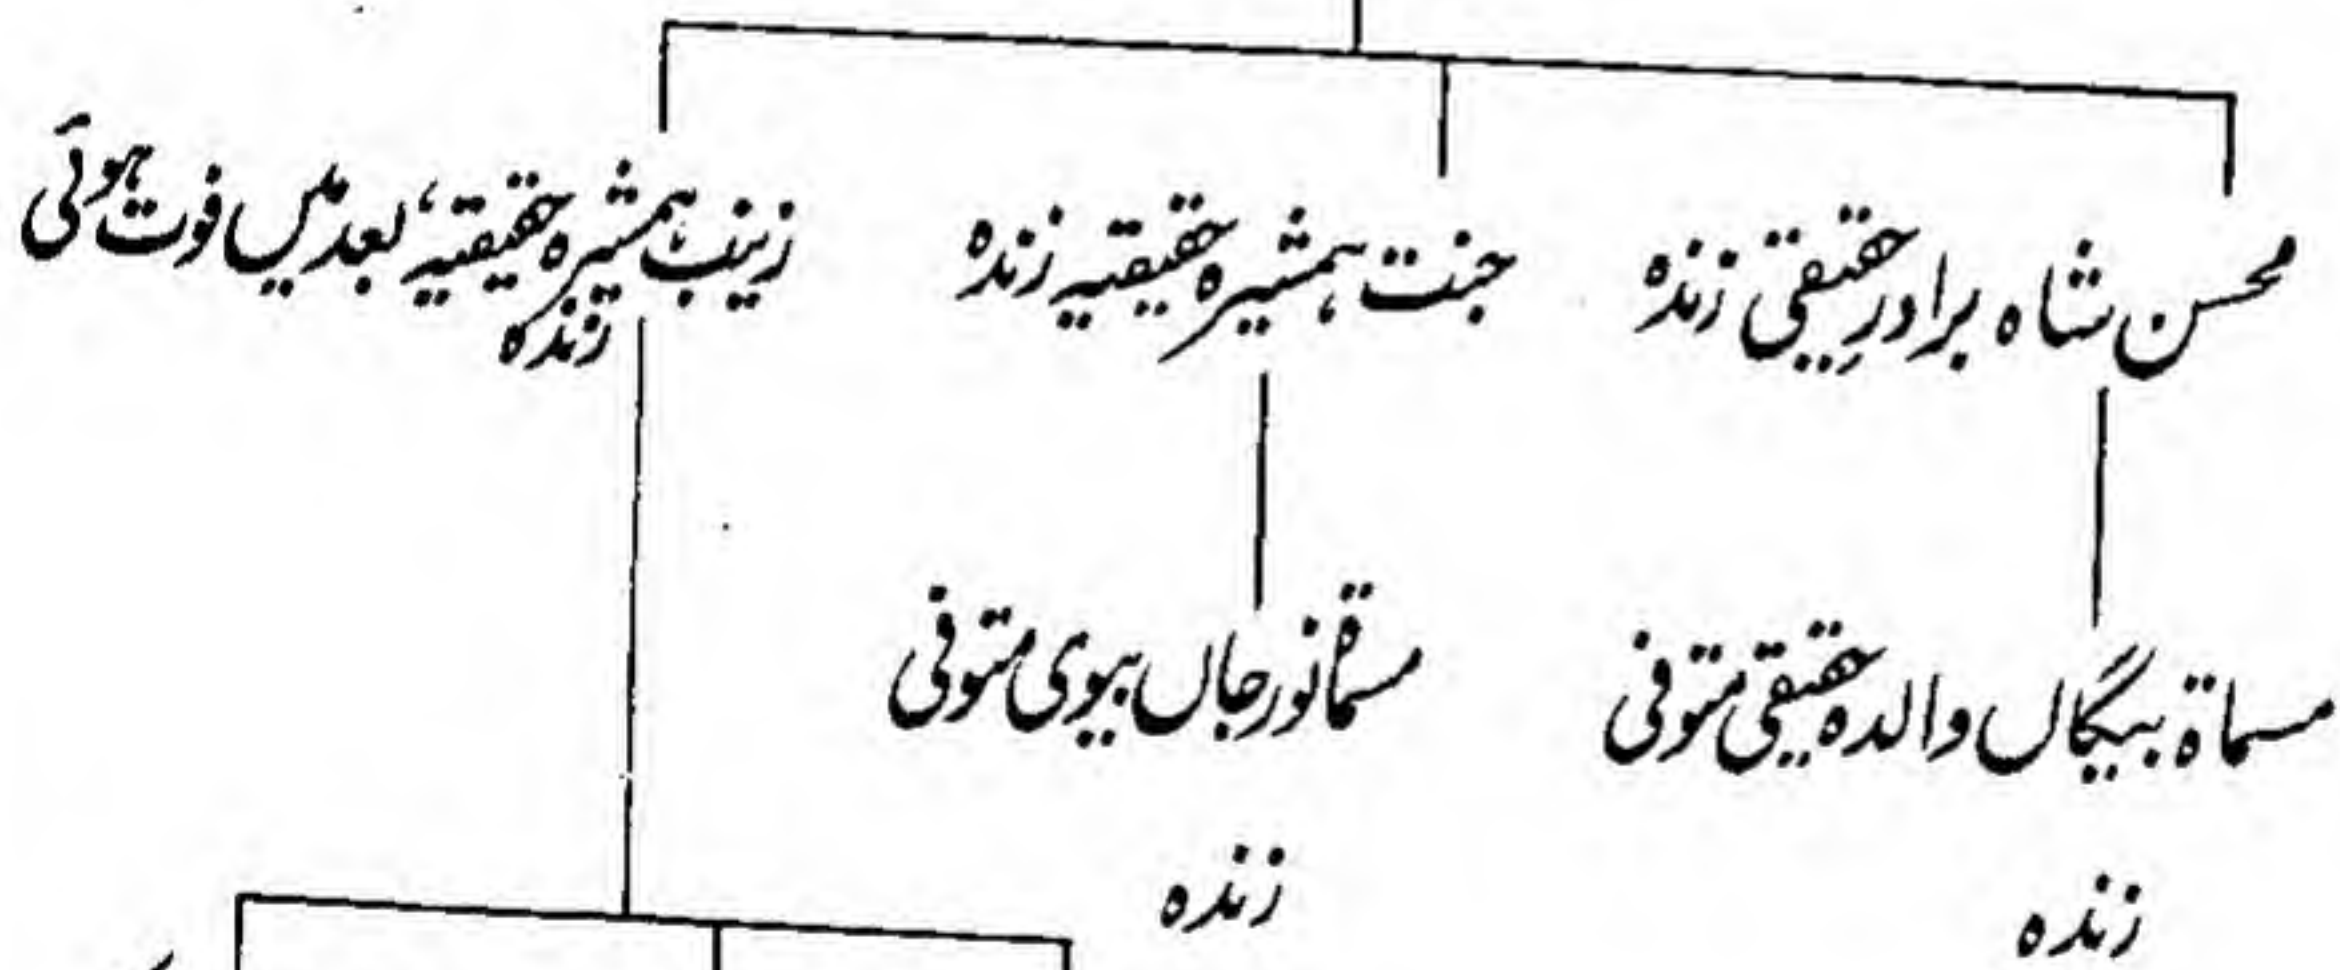 محسن شاہ برادرِ حقیقی زندہ
جنت ہمشیرہ حقیقیہ زندہ
زینب ہمشیرہ حقیقیہ، بعد میں فوت ہوئی
زندہ
مسماۃ بیگاں والدہ حقیقی متوفی
زندہ
مسماۃ نورجاں بیوی متوفی
زندہ